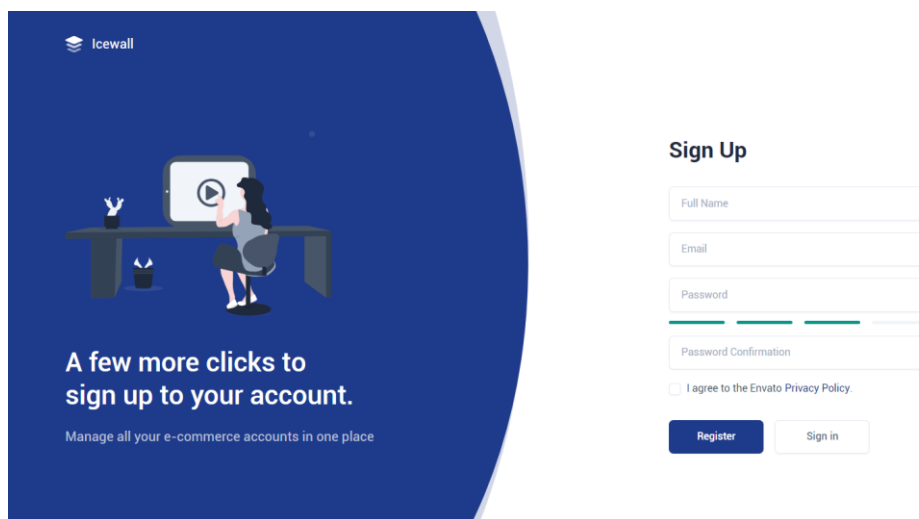 Icewall
A few more clicks to
sign up to your account.
Manage all your e-commerce accounts in one place
Sign Up
Full Name
Email
Password
Password Confirmation
I agree to the Envato Privacy Policy.
Register
Sign in